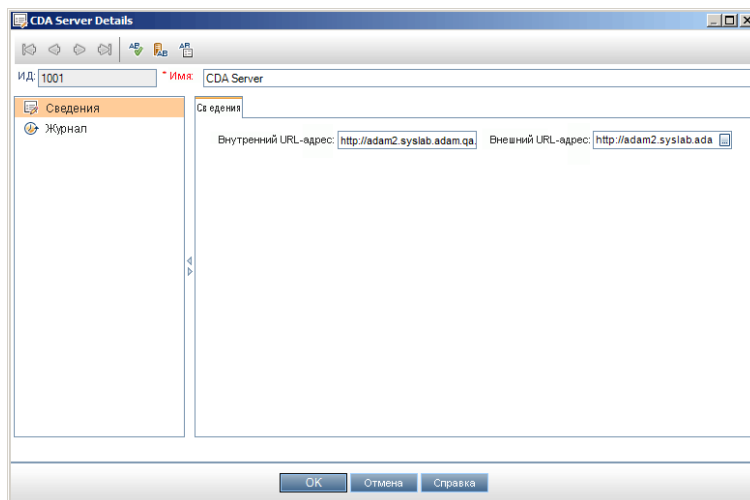 CDA Server Details
ИД: 1001 * Имя: CDA Server
Сведения
Журнал
Сведения
Внутренний URL-адрес: http://adam2.syslab.adam.qa. Внешний URL-адрес: http://adam2.syslab.ada
OK Отмена Справка